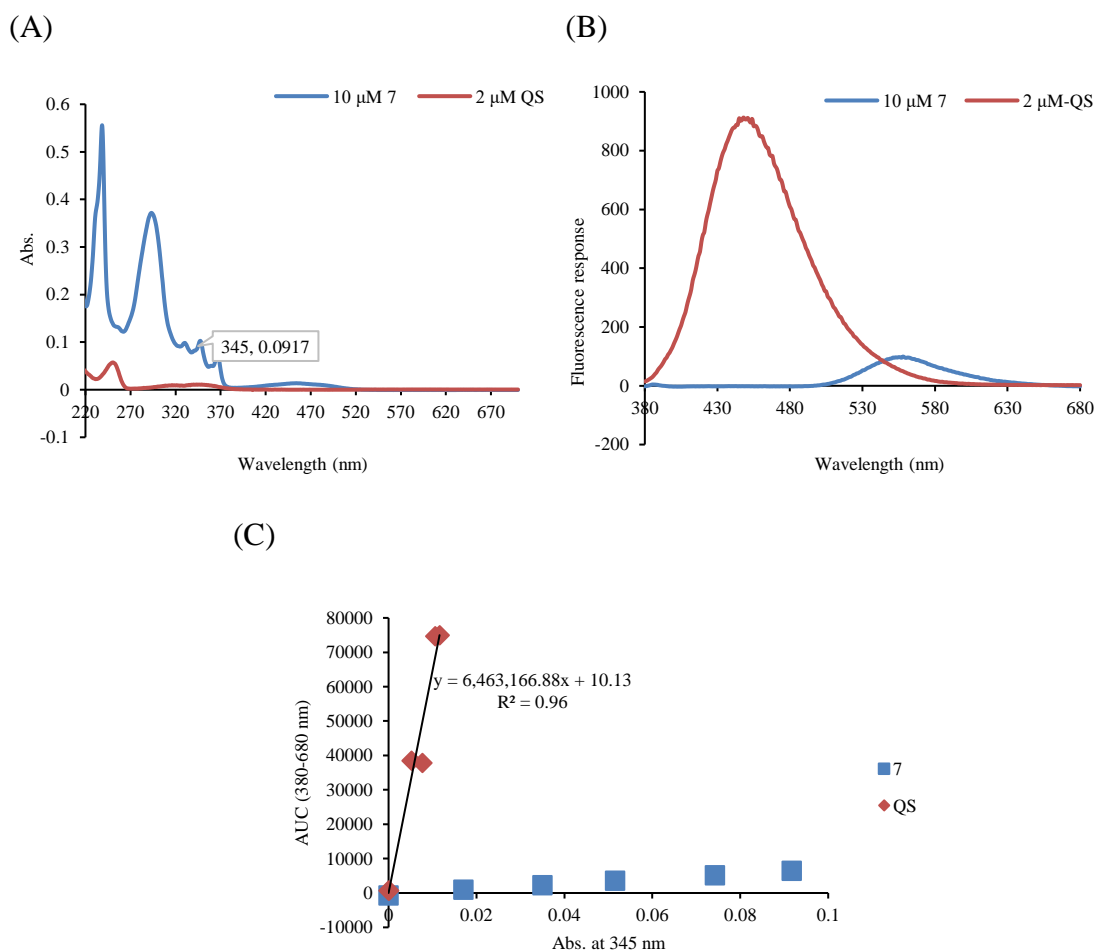 (A)
(B)
10 μM 7
2 μM QS
0.6
0.5
0.4
0.3
0.2
0.1
0
-0.1
Abs.
345, 0.0917
220 270 320 370 420 470 520 570 620 670
Wavelength (nm)
10 μM 7
2 μM-QS
1000
800
600
400
200
0
-200
Fluorescence response
380 430 480 530 580 630 680
Wavelength (nm)
(C)
80000
70000
60000
50000
40000
30000
20000
10000
0
-10000
AUC (380-680 nm)
y = 6,463,166.88x + 10.13
R² = 0.96
7
QS
0 0.02 0.04 0.06 0.08 0.1
Abs. at 345 nm